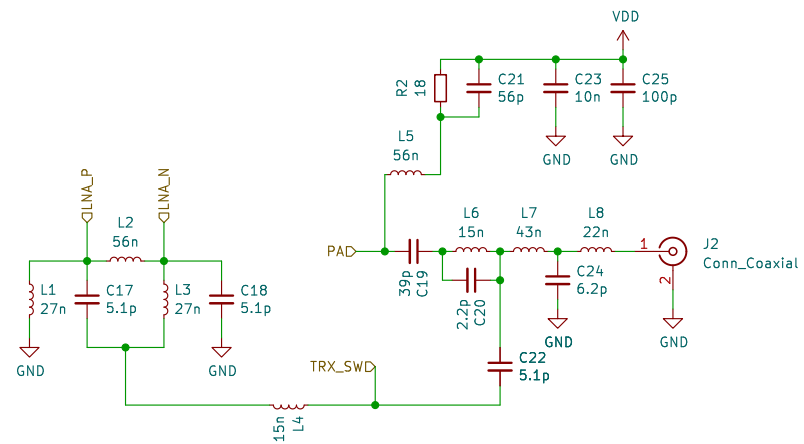 VDD
R2
18
C21
56p
C23
10n
C25
100p
GND
GND
L5
56n
LNA_P
LNA_N
L2
56n
L1
27n
C17
5.1p
L3
27n
C18
5.1p
GND
GND
PA
39p
C19
L6
15n
2.2p
C20
L7
43n
L8
22n
C24
6.2p
GND
1
2
J2
Conn_Coaxial
GND
TRX_SW
C22
5.1p
15n
L4